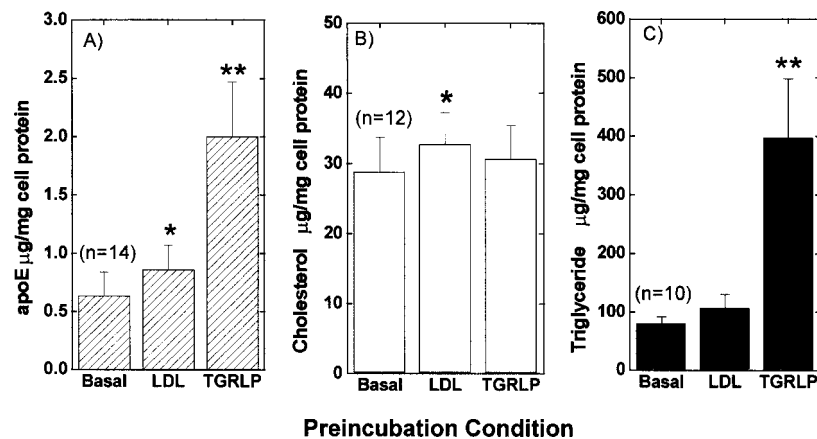 A)
apoE µg/mg cell protein
3.0
2.5
2.0
1.5
1.0
0.5
0.0
(n=14)
*
**
Basal LDL TGRLP
B)
Cholesterol µg/mg cell protein
50
40
30
20
10
0
(n=12)
*
Basal LDL TGRLP
C)
Triglyceride µg/mg cell protein
600
500
400
300
200
100
0
(n=10)
**
Basal LDL TGRLP
Preincubation Condition